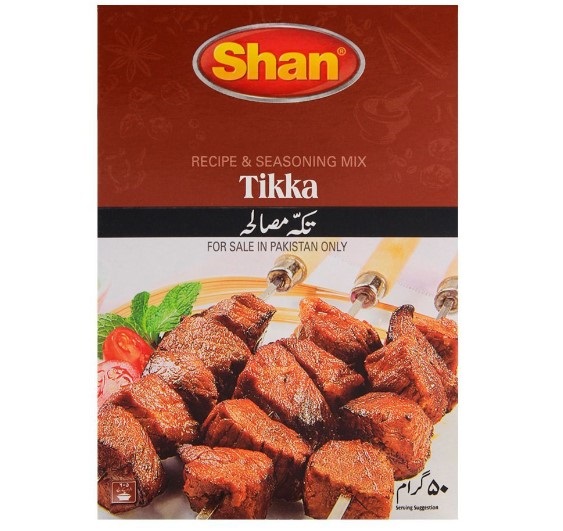 Shan®
RECIPE & SEASONING MIX
Tikka
تکہ مصالحہ
FOR SALE IN PAKISTAN ONLY
۵۰ گرام
Serving Suggestion